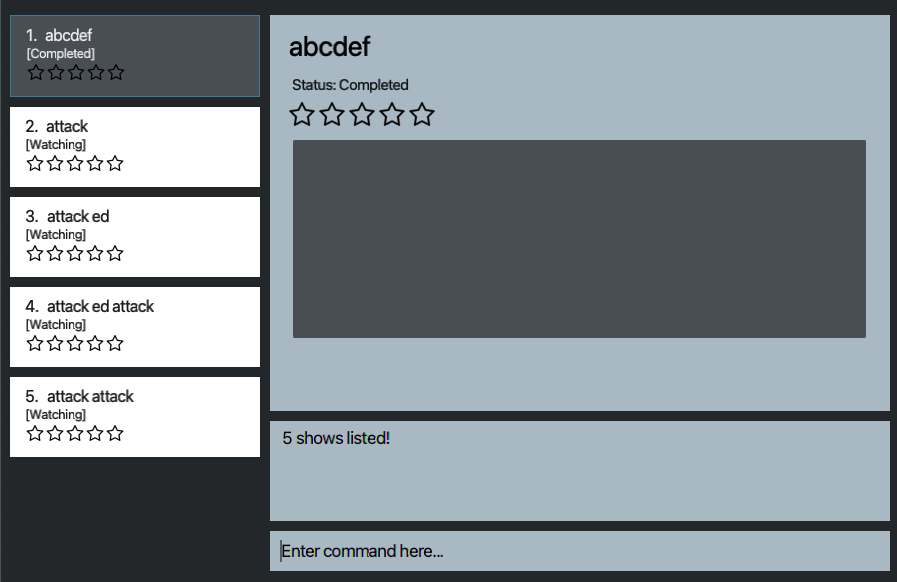 1. abcdef
[Completed]
2. attack
[Watching]
3. attack ed
[Watching]
4. attack ed attack
[Watching]
5. attack attack
[Watching]
abcdef
Status: Completed
5 shows listed!
Enter command here...